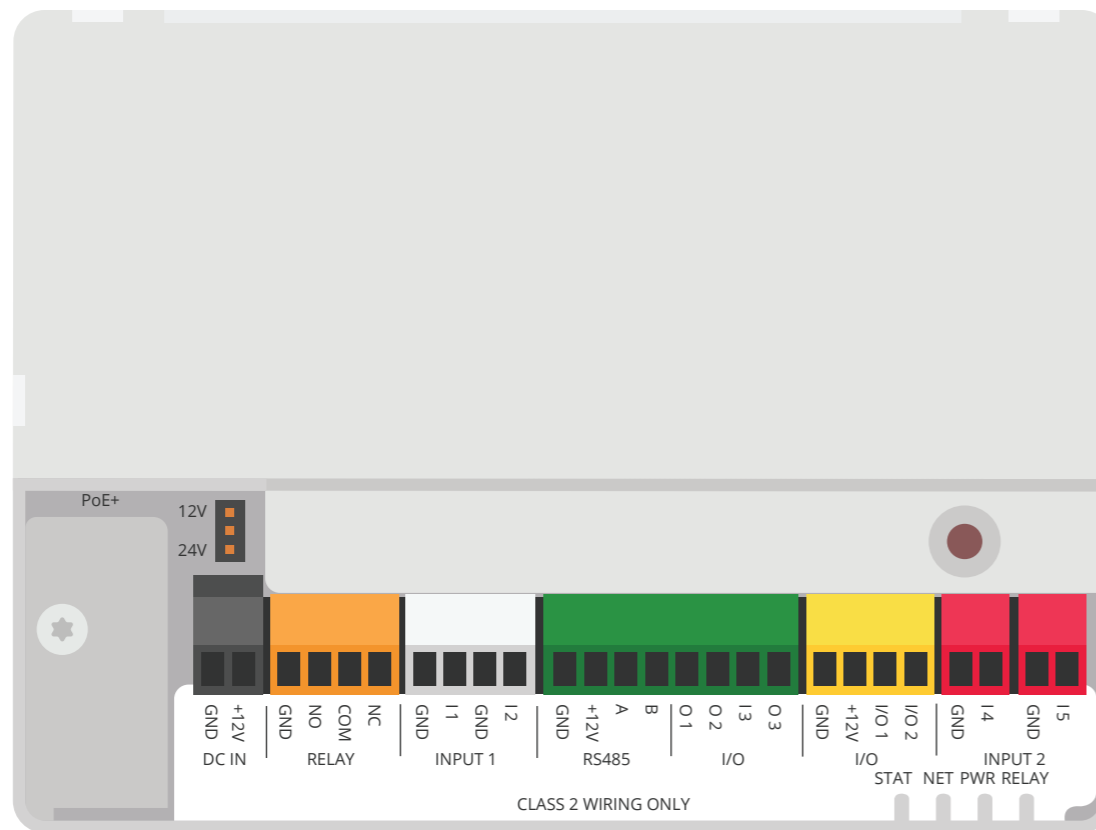 PoE+
12V
24V
GND +12V GND NO COM NC GND I1 GND I2 GND +12V A B O1 O2 I3 O3 GND +12V I/O 1 I/O 2 GND I4 GND I5
DC IN RELAY INPUT 1 RS485 I/O I/O INPUT 2
STAT NET PWR RELAY
CLASS 2 WIRING ONLY